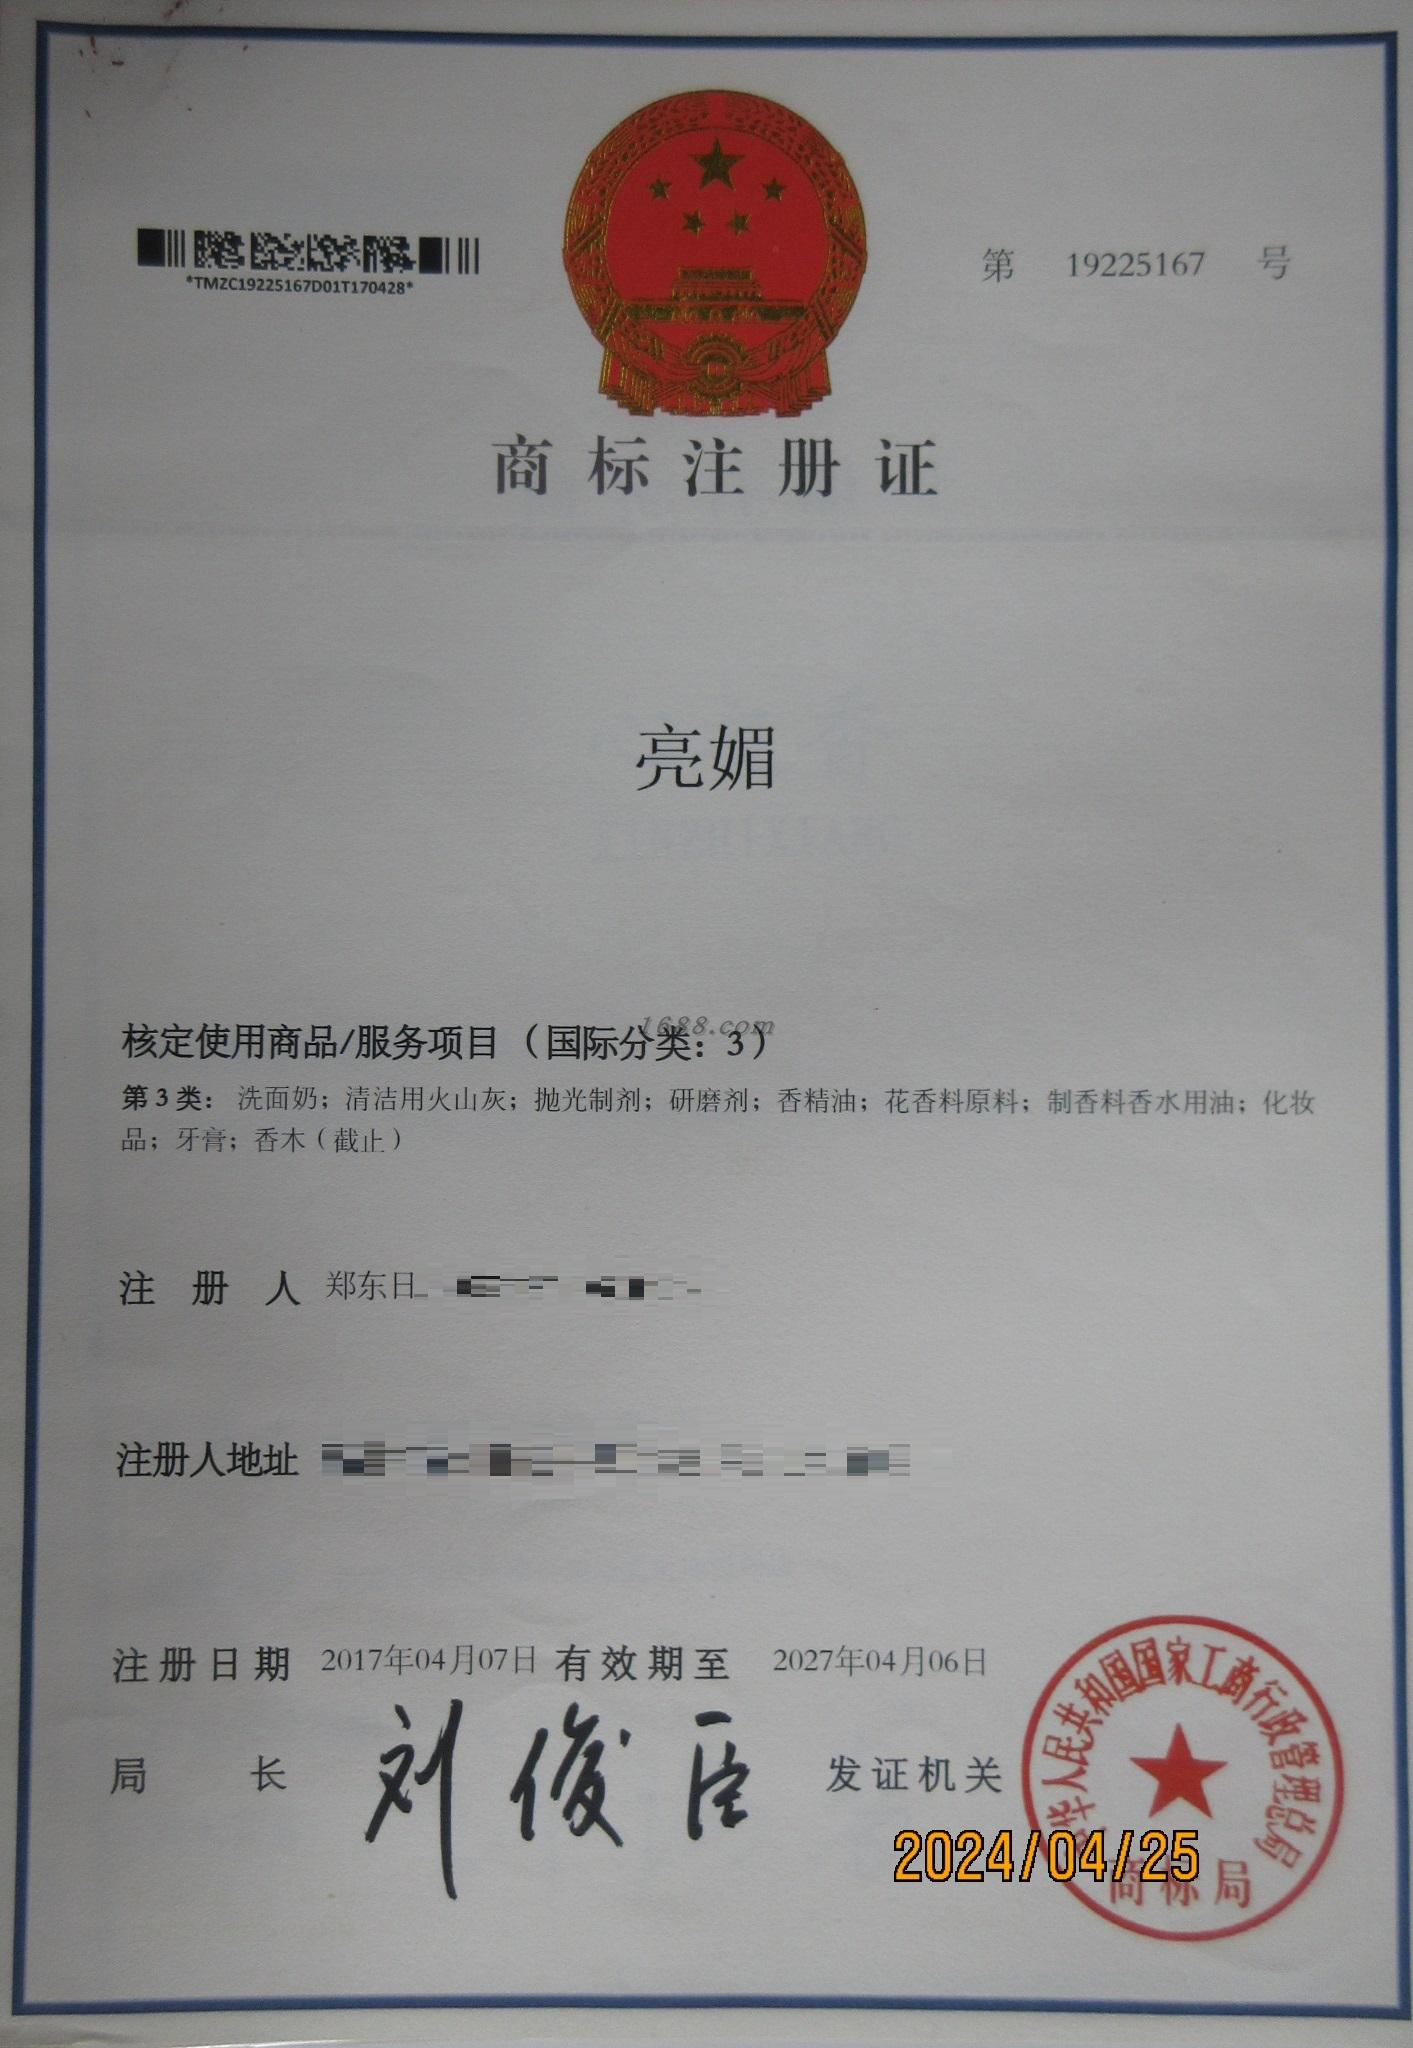 *TMZC19225167D01T170428*
第 19225167 号
商标注册证
亮媚
1688.com
核定使用商品/服务项目（国际分类：3）
第3类：洗面奶；清洁用火山灰；抛光制剂；研磨剂；香精油；花香料原料；制香料香水用油；化妆
品；牙膏；香木（截止）
注册人 郑东日
注册人地址
注册日期 2017年04月07日 有效期至 2027年04月06日
局长 刘俊臣 发证机关
中华人民共和国国家工商行政管理总局
商标局
2024/04/25